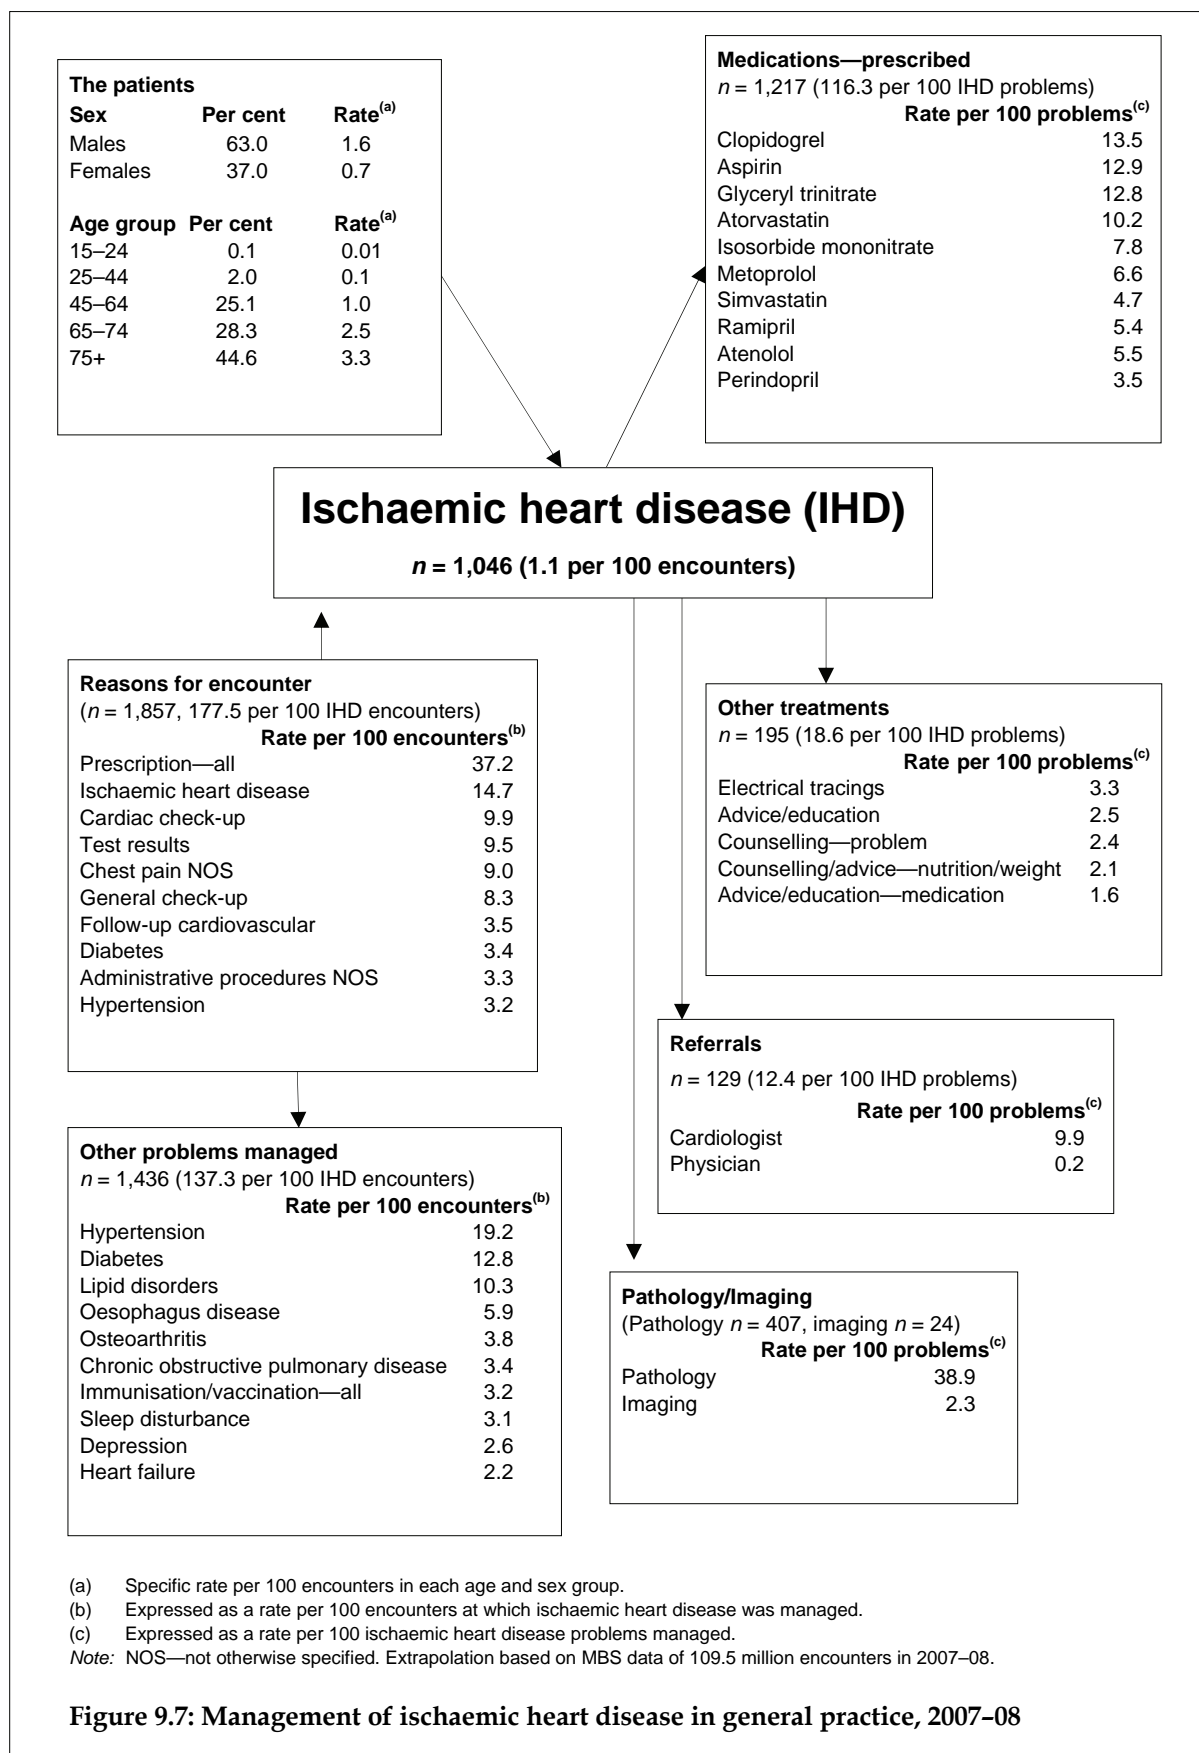 The patients
Sex Per cent Rate(a)
Males 63.0 1.6
Females 37.0 0.7
Age group Per cent Rate(a)
15–24 0.1 0.01
25–44 2.0 0.1
45–64 25.1 1.0
65–74 28.3 2.5
75+ 44.6 3.3
Medications—prescribed
n = 1,217 (116.3 per 100 IHD problems)
Rate per 100 problems(c)
Clopidogrel 13.5
Aspirin 12.9
Glyceryl trinitrate 12.8
Atorvastatin 10.2
Isosorbide mononitrate 7.8
Metoprolol 6.6
Simvastatin 4.7
Ramipril 5.4
Atenolol 5.5
Perindopril 3.5
Ischaemic heart disease (IHD)
n = 1,046 (1.1 per 100 encounters)
Reasons for encounter
(n = 1,857, 177.5 per 100 IHD encounters)
Rate per 100 encounters(b)
Prescription—all 37.2
Ischaemic heart disease 14.7
Cardiac check-up 9.9
Test results 9.5
Chest pain NOS 9.0
General check-up 8.3
Follow-up cardiovascular 3.5
Diabetes 3.4
Administrative procedures NOS 3.3
Hypertension 3.2
Other treatments
n = 195 (18.6 per 100 IHD problems)
Rate per 100 problems(c)
Electrical tracings 3.3
Advice/education 2.5
Counselling—problem 2.4
Counselling/advice—nutrition/weight 2.1
Advice/education—medication 1.6
Referrals
n = 129 (12.4 per 100 IHD problems)
Rate per 100 problems(c)
Cardiologist 9.9
Physician 0.2
Other problems managed
n = 1,436 (137.3 per 100 IHD encounters)
Rate per 100 encounters(b)
Hypertension 19.2
Diabetes 12.8
Lipid disorders 10.3
Oesophagus disease 5.9
Osteoarthritis 3.8
Chronic obstructive pulmonary disease 3.4
Immunisation/vaccination—all 3.2
Sleep disturbance 3.1
Depression 2.6
Heart failure 2.2
Pathology/Imaging
(Pathology n = 407, imaging n = 24)
Rate per 100 problems(c)
Pathology 38.9
Imaging 2.3
(a) Specific rate per 100 encounters in each age and sex group.
(b) Expressed as a rate per 100 encounters at which ischaemic heart disease was managed.
(c) Expressed as a rate per 100 ischaemic heart disease problems managed.
Note: NOS—not otherwise specified. Extrapolation based on MBS data of 109.5 million encounters in 2007–08.
Figure 9.7: Management of ischaemic heart disease in general practice, 2007–08